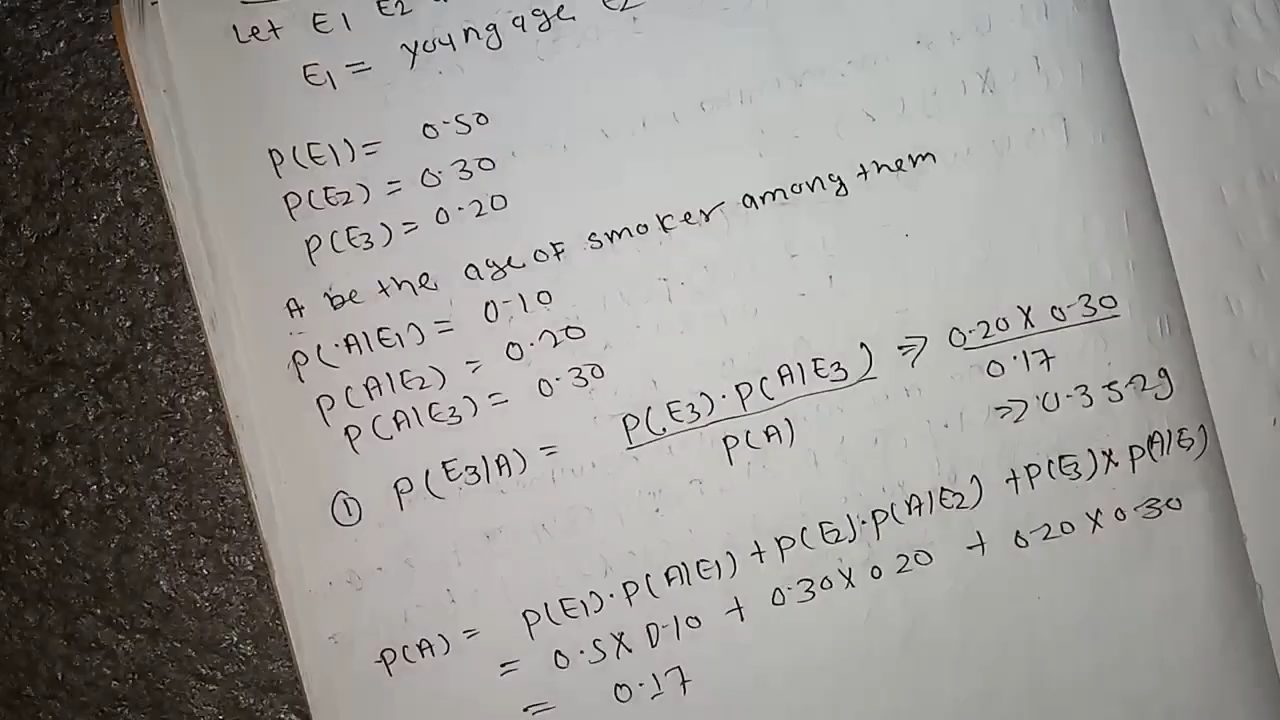 Let E1 E2
E1 = young age E2
P(E1) = 0.50
P(E2) = 0.30
P(E3) = 0.20
A be the age of smoker among them
P(A|E1) = 0.10
P(A|E2) = 0.20
P(A|E3) = 0.30
① P(E3|A) = P(E3).P(A|E3) / P(A) ⇒ 0.20 X 0.30 / 0.17
⇒ 0.3529
P(A) = P(E1).P(A|E1) + P(E2).P(A|E2) + P(E3) X P(A|E)
= 0.5 X 0.10 + 0.30 X 0 20 + 0.20 X 0.30
= 0.17